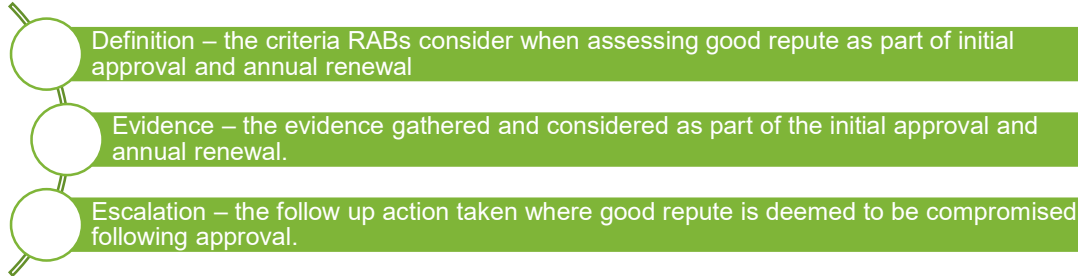 Definition – the criteria RABs consider when assessing good repute as part of initial
approval and annual renewal
Evidence – the evidence gathered and considered as part of the initial approval and
annual renewal.
Escalation – the follow up action taken where good repute is deemed to be compromised
following approval.